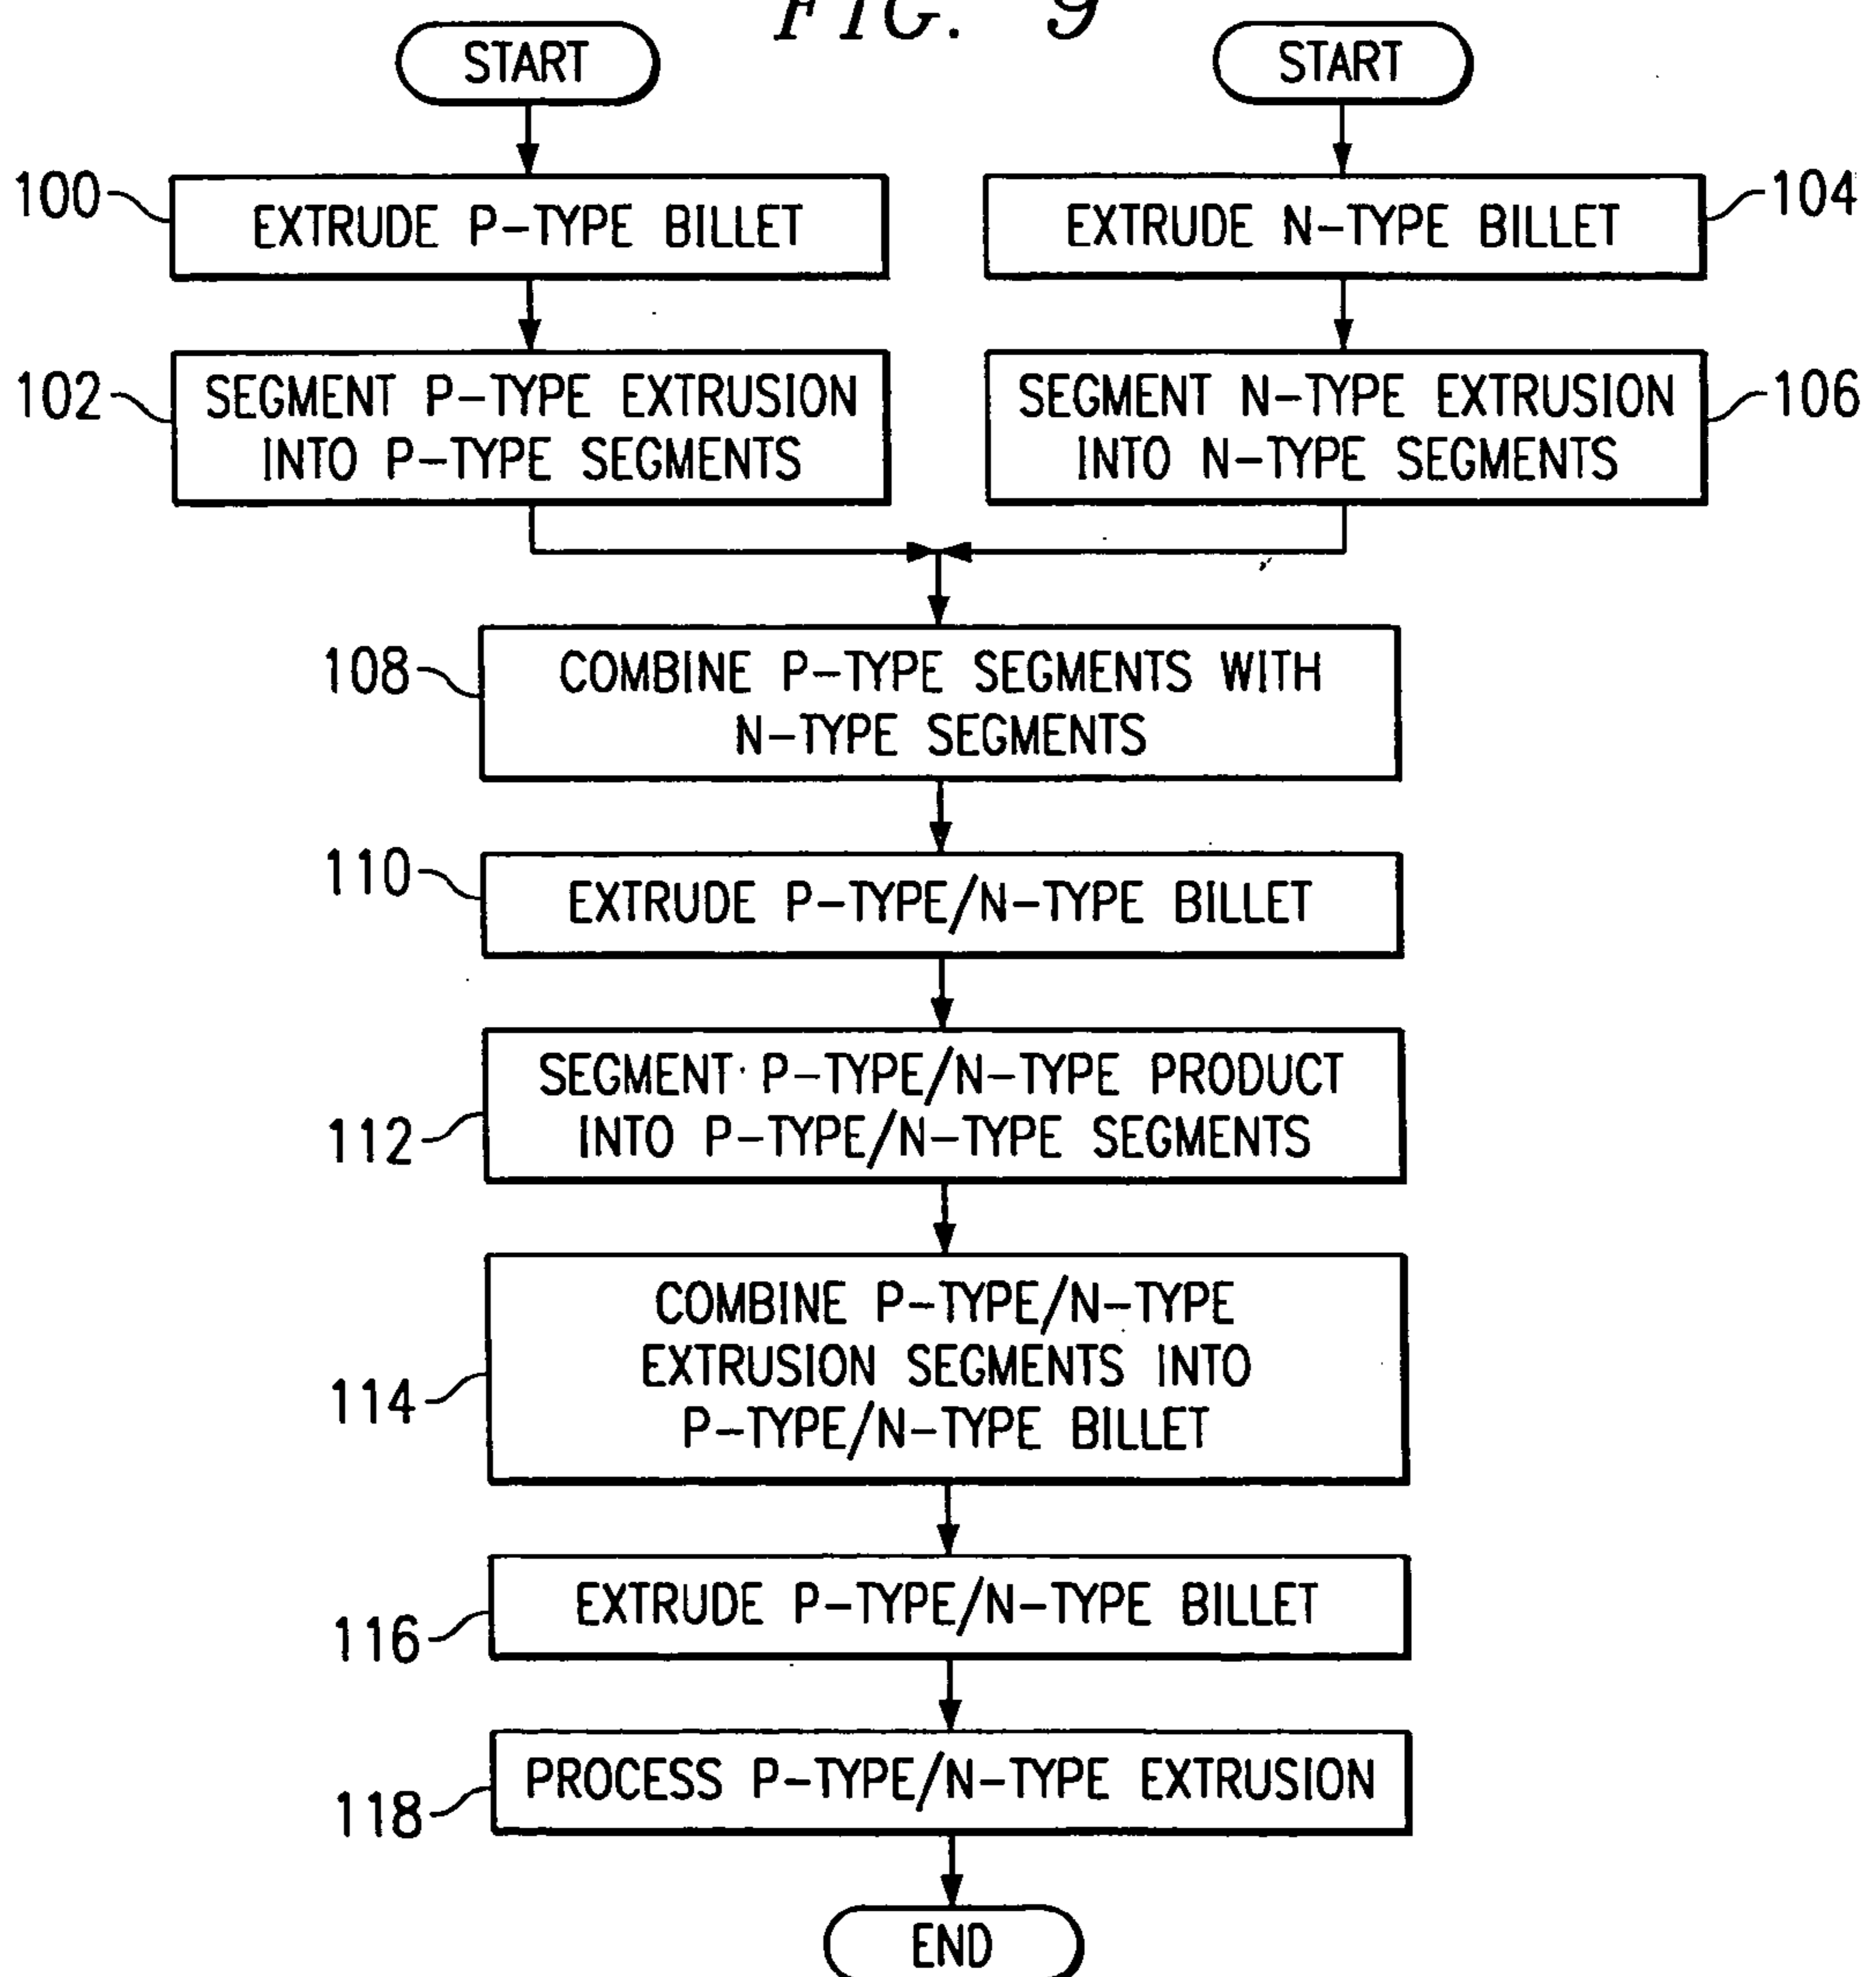 FIG. 9
START
START
100
EXTRUDE P-TYPE BILLET
EXTRUDE N-TYPE BILLET
104
102
SEGMENT P-TYPE EXTRUSION
INTO P-TYPE SEGMENTS
SEGMENT N-TYPE EXTRUSION
INTO N-TYPE SEGMENTS
106
108
COMBINE P-TYPE SEGMENTS WITH
N-TYPE SEGMENTS
110
EXTRUDE P-TYPE/N-TYPE BILLET
112
SEGMENT P-TYPE/N-TYPE PRODUCT
INTO P-TYPE/N-TYPE SEGMENTS
114
COMBINE P-TYPE/N-TYPE
EXTRUSION SEGMENTS INTO
P-TYPE/N-TYPE BILLET
116
EXTRUDE P-TYPE/N-TYPE BILLET
118
PROCESS P-TYPE/N-TYPE EXTRUSION
END